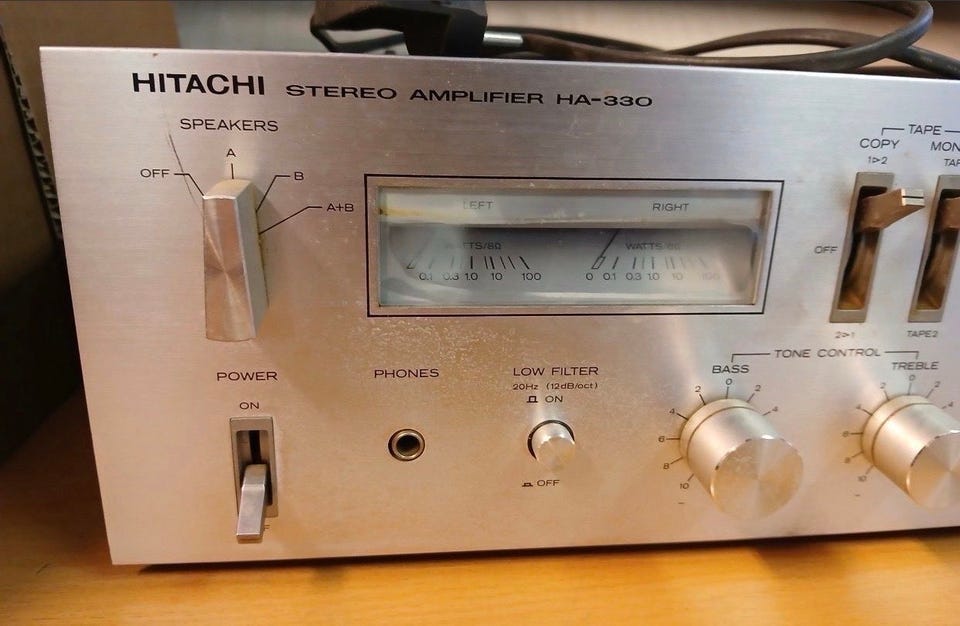 HITACHI STEREO AMPLIFIER HA-330
SPEAKERS
A
OFF
B
A+B
LEFT RIGHT
WATTS/8Ω WATTS/8Ω
0.1 0.3 1.0 10 100 0 0.1 0.3 1.0 10 100
TAPE
COPY MON
1▷2 TAP
OFF
2▷1 TAPE2
POWER
ON
PHONES
LOW FILTER
20Hz (12dB/oct)
ON
OFF
TONE CONTROL
BASS TREBLE
2 0 2 2 0 2
4 4 4 4
6 6
8 8
10 10
− −